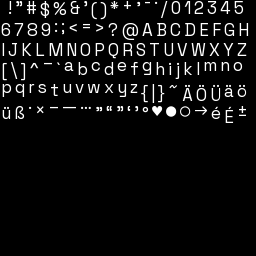 !"#$%&'()*+'-·/012345
6789:;<=>?@ABCDEFGH
IJKLMNOPQRSTUVWXYZ
[\]^_`abcdefghijklmno
pqrstuvwxyz{|}~ÄÖÜäö
üß·×–—…”“”‘’°♥●○→éÉ±